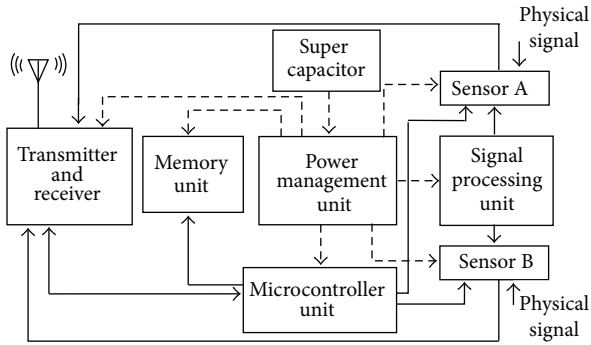 Physical
signal
Super
capacitor
Sensor A
Transmitter
and
receiver
Memory
unit
Power
management
unit
Signal
processing
unit
Sensor B
Microcontroller
unit
Physical
signal